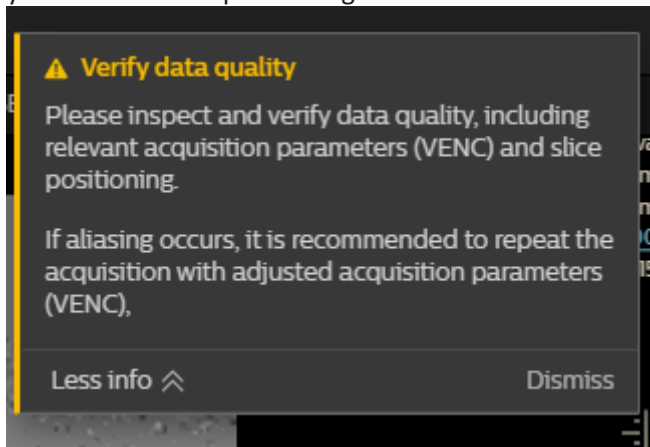 Verify data quality
Please inspect and verify data quality, including
relevant acquisition parameters (VENC) and slice
positioning.
If aliasing occurs, it is recommended to repeat the
acquisition with adjusted acquisition parameters
(VENC),
Less info
Dismiss